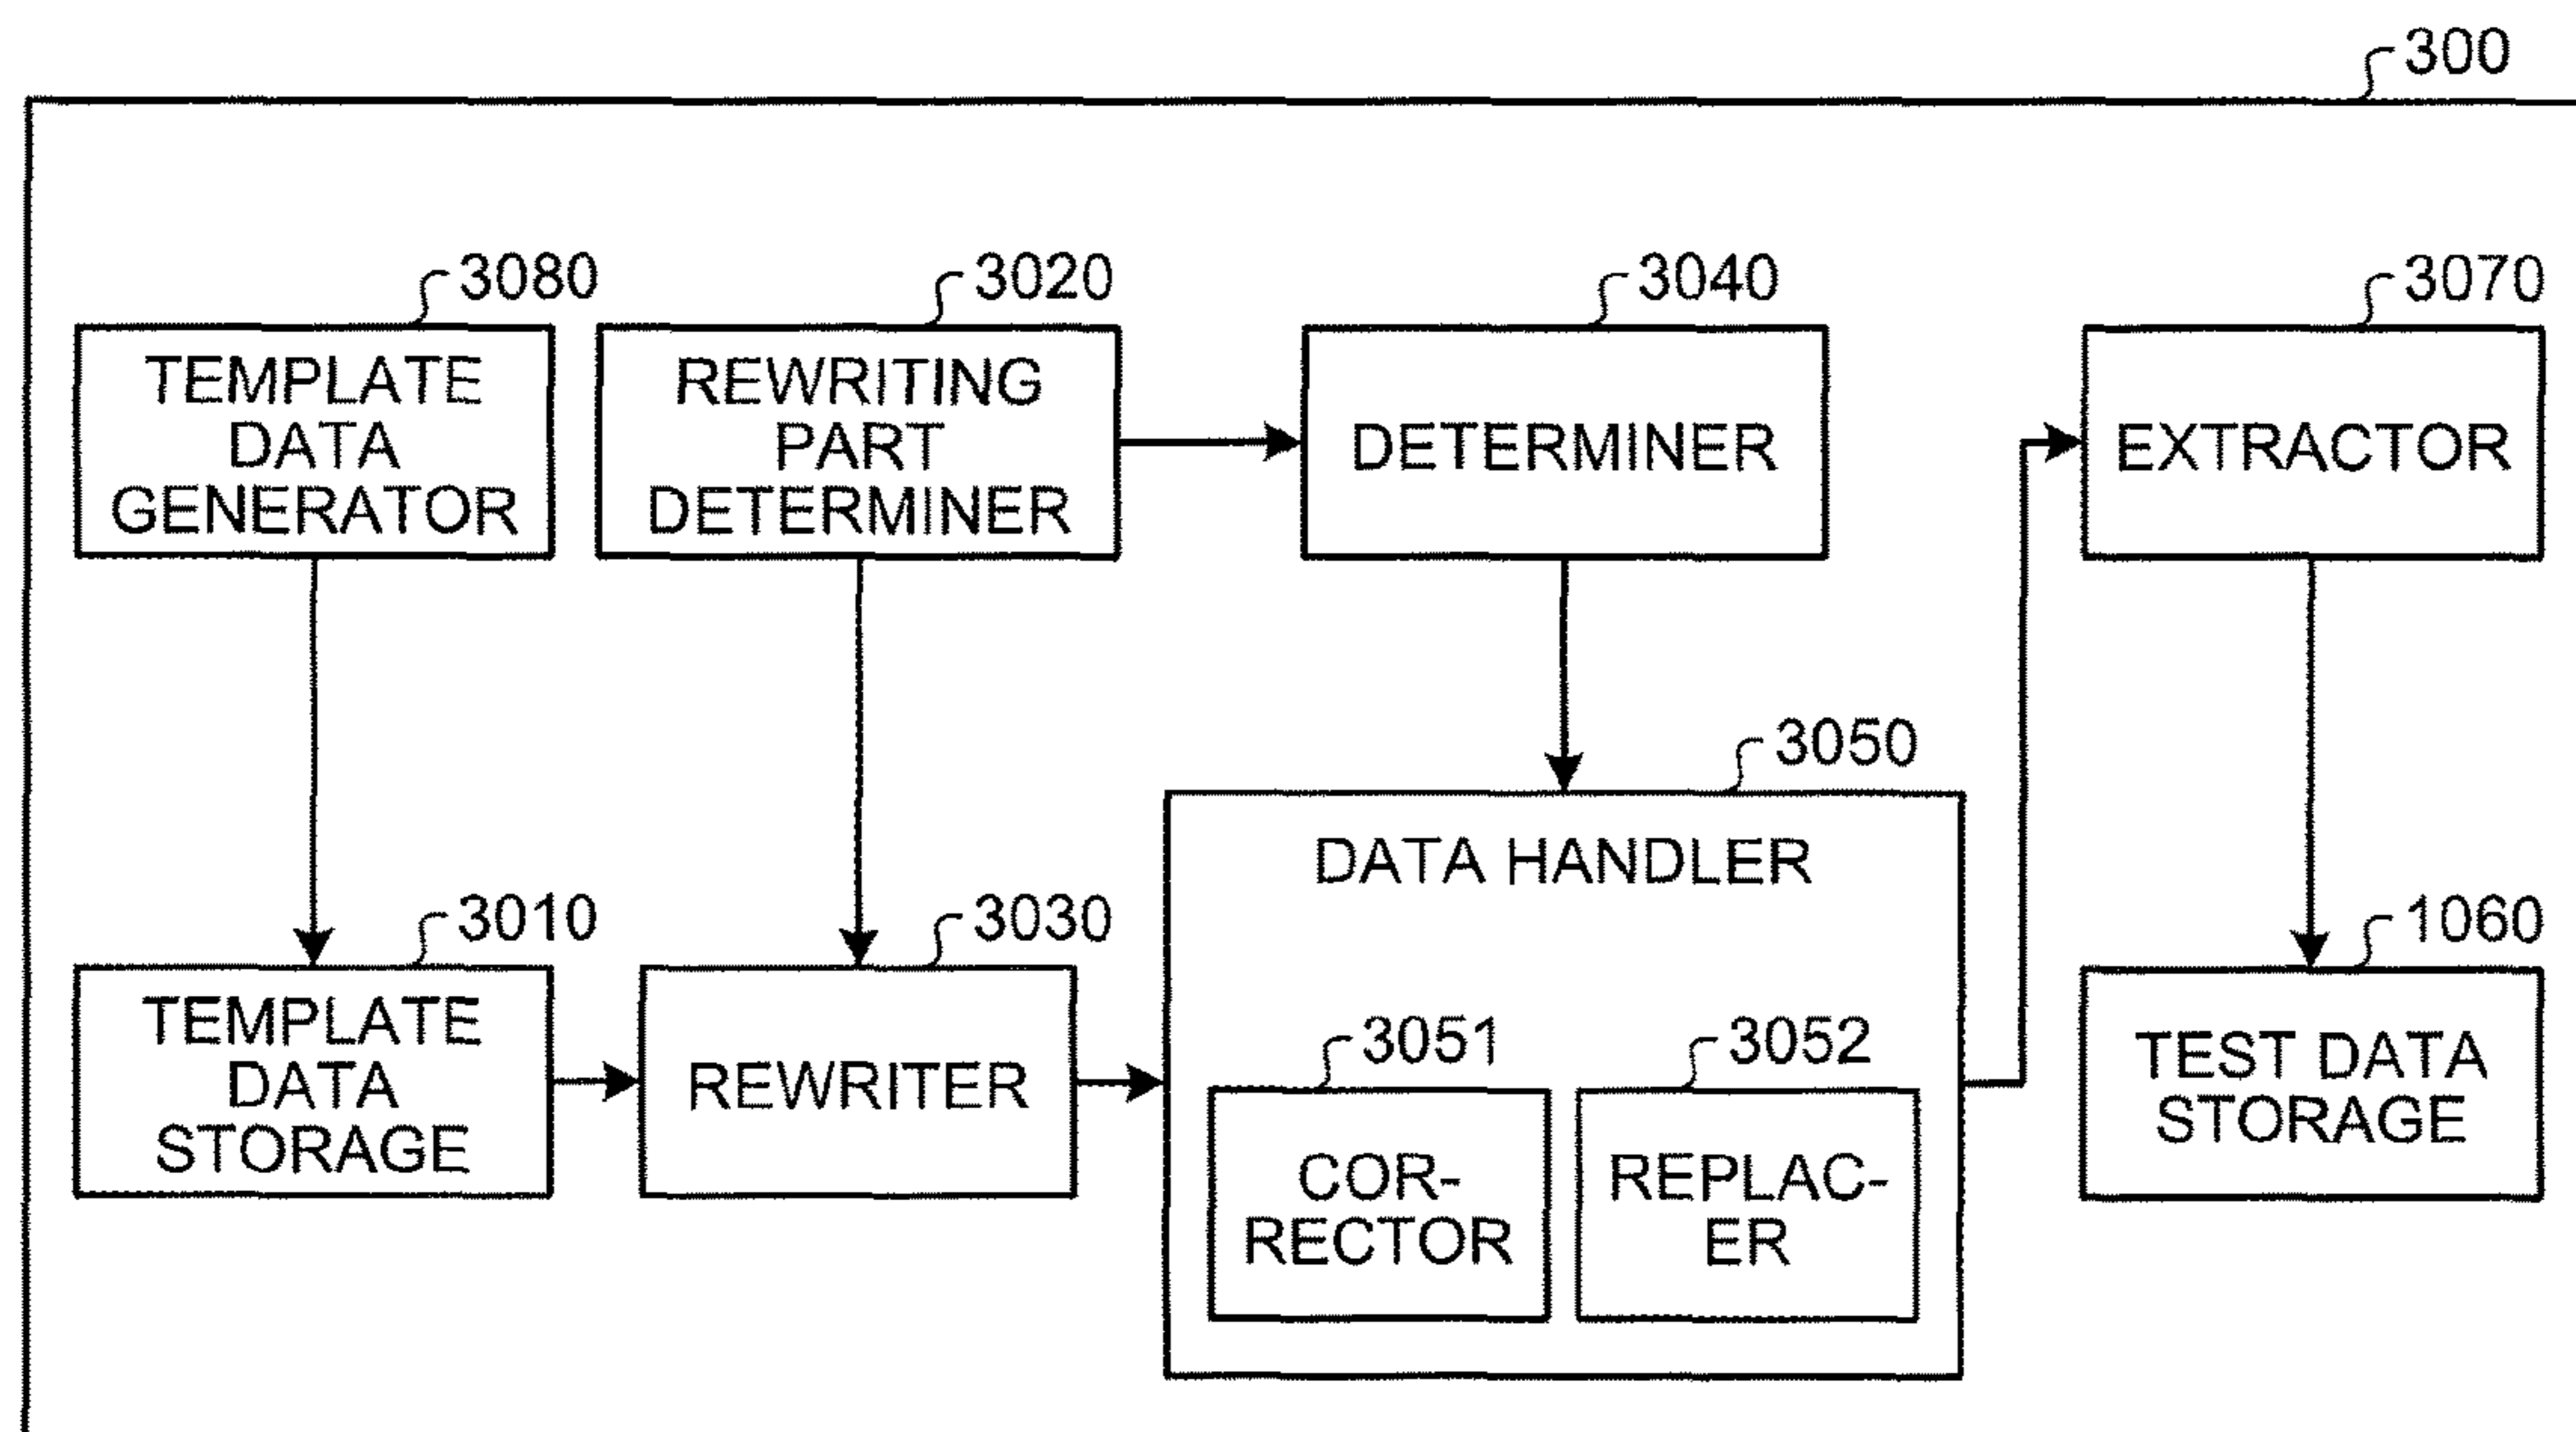 300
3080
TEMPLATE
DATA
GENERATOR
3020
REWRITING
PART
DETERMINER
3040
DETERMINER
3070
EXTRACTOR
3010
TEMPLATE
DATA
STORAGE
3030
REWRITER
3050
DATA HANDLER
3051
COR-
RECTOR
3052
REPLAC-
ER
1060
TEST DATA
STORAGE